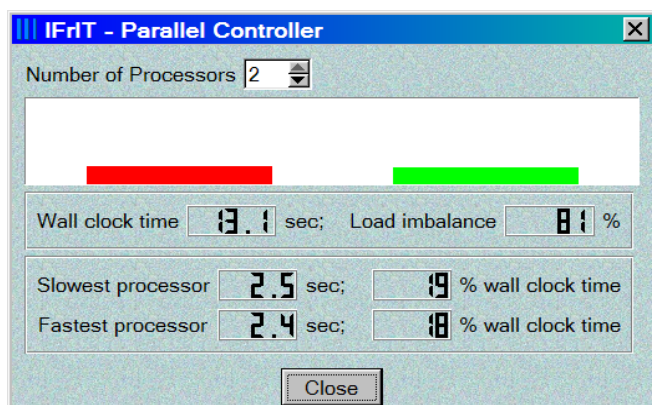 IFrIT - Parallel Controller
Number of Processors 2
Wall clock time 13.1 sec; Load imbalance 81 %
Slowest processor 2.5 sec; 19 % wall clock time
Fastest processor 2.4 sec; 18 % wall clock time
Close